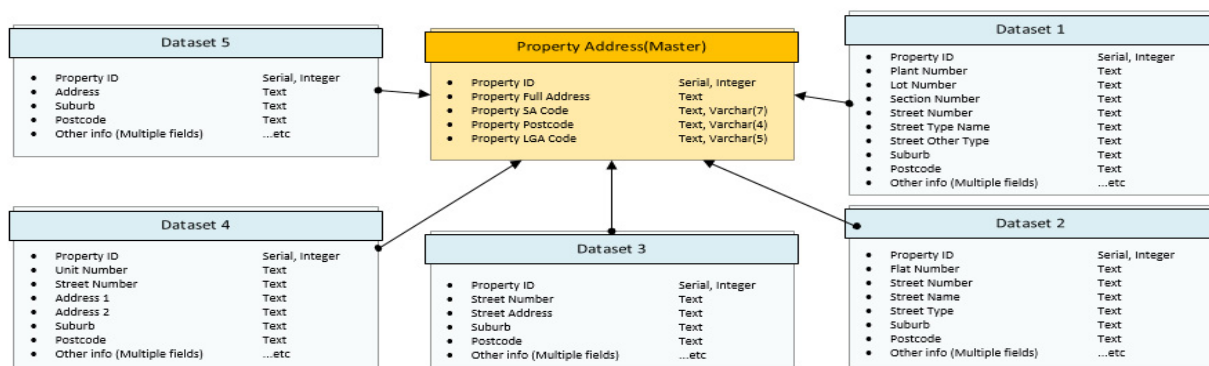 Dataset 5
• Property ID Serial, Integer
• Address Text
• Suburb Text
• Postcode Text
• Other info (Multiple fields) ...etc
Property Address(Master)
• Property ID Serial, Integer
• Property Full Address Text
• Property SA Code Text, Varchar(7)
• Property Postcode Text, Varchar(4)
• Property LGA Code Text, Varchar(5)
Dataset 1
• Property ID Serial, Integer
• Plant Number Text
• Lot Number Text
• Section Number Text
• Street Number Text
• Street Type Name Text
• Street Other Type Text
• Suburb Text
• Postcode Text
• Other info (Multiple fields) ...etc
Dataset 4
• Property ID Serial, Integer
• Unit Number Text
• Street Number Text
• Address 1 Text
• Address 2 Text
• Suburb Text
• Postcode Text
• Other info (Multiple fields) ...etc
Dataset 3
• Property ID Serial, Integer
• Street Number Text
• Street Address Text
• Suburb Text
• Postcode Text
• Other info (Multiple fields) ...etc
Dataset 2
• Property ID Serial, Integer
• Flat Number Text
• Street Number Text
• Street Name Text
• Street Type Text
• Suburb Text
• Postcode Text
• Other info (Multiple fields) ...etc